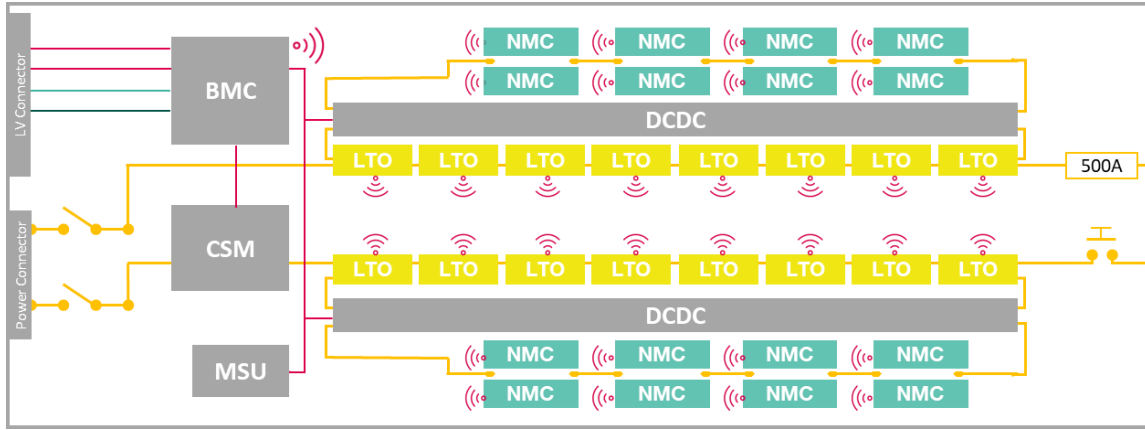 NMC NMC NMC NMC
LV Connector
BMC
NMC NMC NMC NMC
DCDC
LTO LTO LTO LTO LTO LTO LTO LTO
500A
Power Connector
CSM
LTO LTO LTO LTO LTO LTO LTO LTO
DCDC
MSU
NMC NMC NMC NMC
NMC NMC NMC NMC